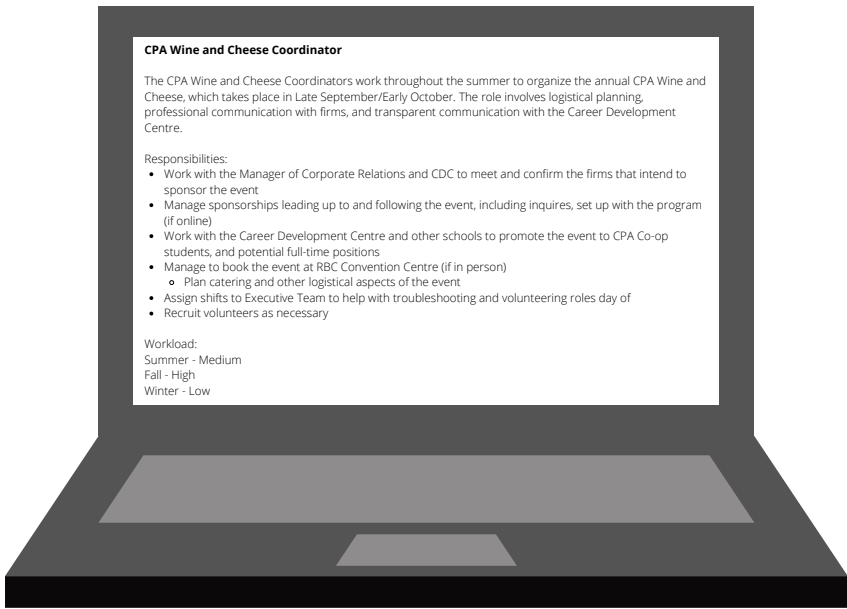 CPA Wine and Cheese Coordinator
The CPA Wine and Cheese Coordinators work throughout the summer to organize the annual CPA Wine and
Cheese, which takes place in Late September/Early October. The role involves logistical planning,
professional communication with firms, and transparent communication with the Career Development
Centre.
Responsibilities:
• Work with the Manager of Corporate Relations and CDC to meet and confirm the firms that intend to
sponsor the event
• Manage sponsorships leading up to and following the event, including inquires, set up with the program
(if online)
• Work with the Career Development Centre and other schools to promote the event to CPA Co-op
students, and potential full-time positions
• Manage to book the event at RBC Convention Centre (if in person)
◦ Plan catering and other logistical aspects of the event
• Assign shifts to Executive Team to help with troubleshooting and volunteering roles day of
• Recruit volunteers as necessary
Workload:
Summer - Medium
Fall - High
Winter - Low